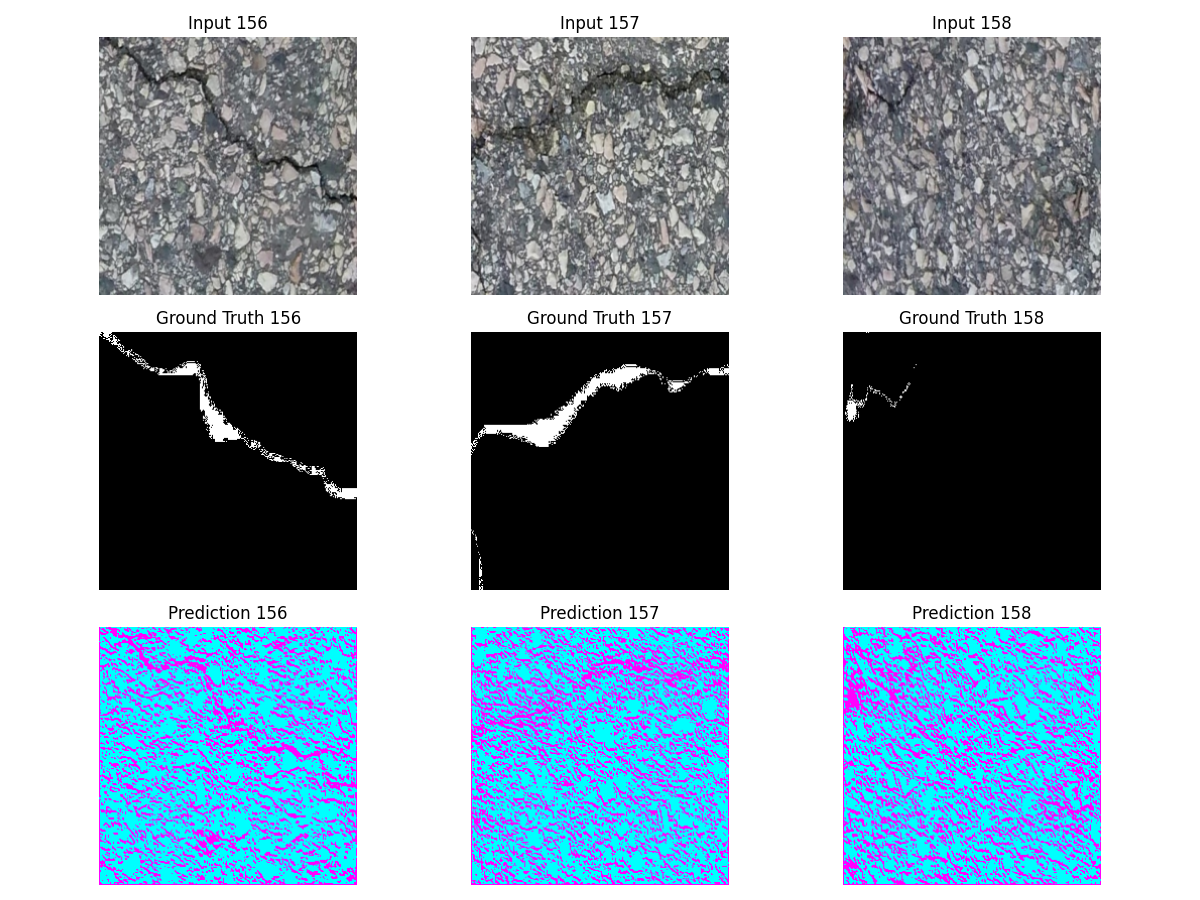 Input 156
Input 157
Input 158
Ground Truth 156
Ground Truth 157
Ground Truth 158
Prediction 156
Prediction 157
Prediction 158